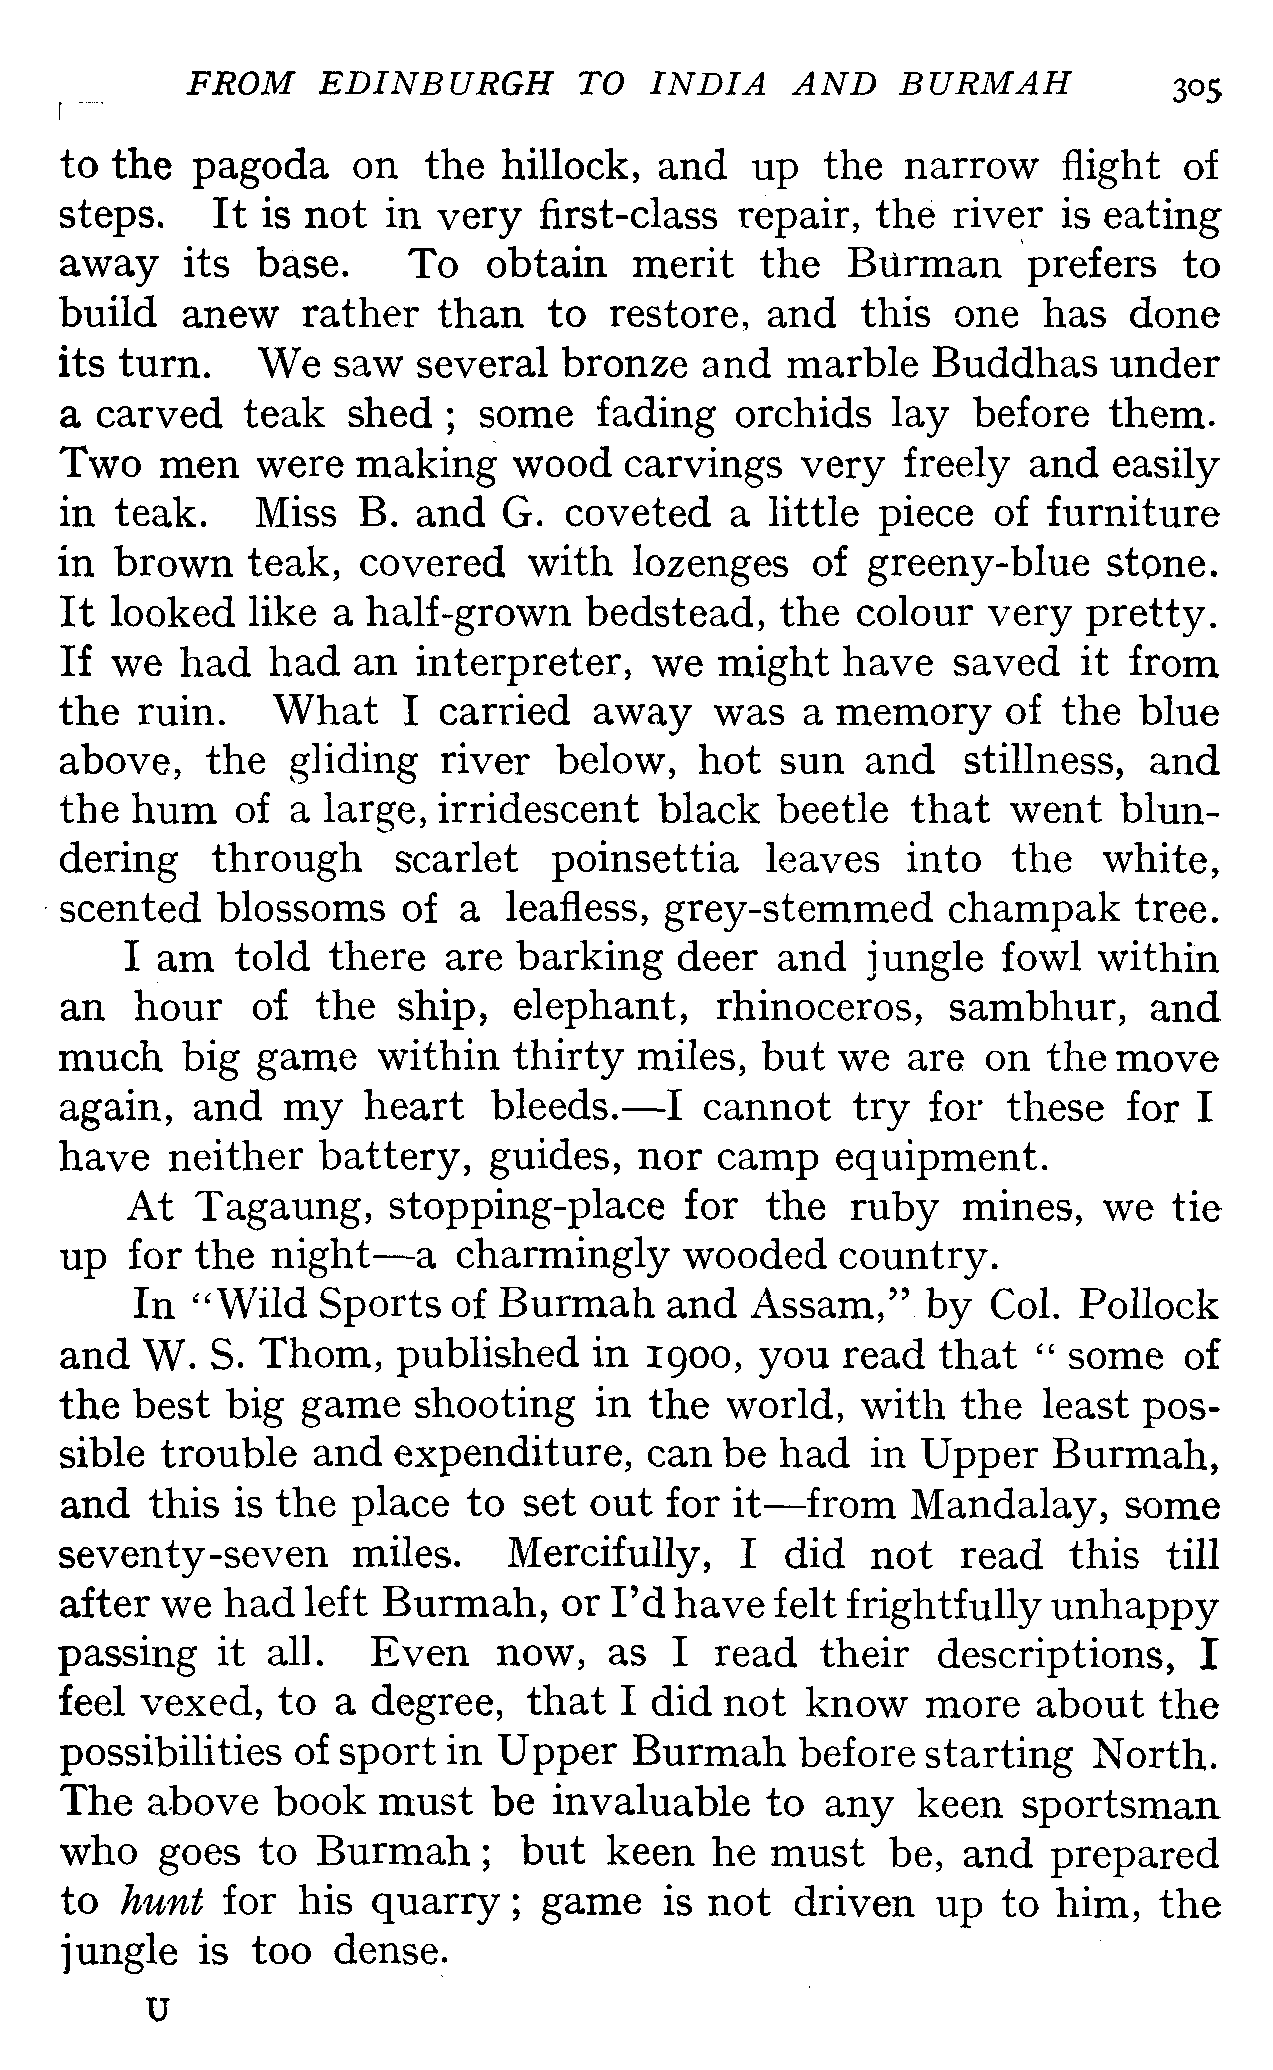 FROM EDINBURGH TO INDIA AND BURMAH 305
to the pagoda on the hillock, and up the narrow flight of
steps. It is not in very first-class repair, the river is eating
away its base. To obtain merit the Burman prefers to
build anew rather than to restore, and this one has done
its turn. We saw several bronze and marble Buddhas under
a carved teak shed ; some fading orchids lay before them.
Two men were making wood carvings very freely and easily
in teak. Miss B. and G. coveted a little piece of furniture
in brown teak, covered with lozenges of greeny-blue stone.
It looked like a half-grown bedstead, the colour very pretty.
If we had had an interpreter, we might have saved it from
the ruin. What I carried away was a memory of the blue
above, the gliding river below, hot sun and stillness, and
the hum of a large, irridescent black beetle that went blun-
dering through scarlet poinsettia leaves into the white,
scented blossoms of a leafless, grey-stemmed champak tree.
I am told there are barking deer and jungle fowl within
an hour of the ship, elephant, rhinoceros, sambhur, and
much big game within thirty miles, but we are on the move
again, and my heart bleeds.—I cannot try for these for I
have neither battery, guides, nor camp equipment.
At Tagaung, stopping-place for the ruby mines, we tie
up for the night—a charmingly wooded country.
In “Wild Sports of Burmah and Assam,” by Col. Pollock
and W. S. Thom, published in 1900, you read that “ some of
the best big game shooting in the world, with the least pos-
sible trouble and expenditure, can be had in Upper Burmah,
and this is the place to set out for it—from Mandalay, some
seventy-seven miles. Mercifully, I did not read this till
after we had left Burmah, or I’d have felt frightfully unhappy
passing it all. Even now, as I read their descriptions, I
feel vexed, to a degree, that I did not know more about the
possibilities of sport in Upper Burmah before starting North.
The above book must be invaluable to any keen sportsman
who goes to Burmah ; but keen he must be, and prepared
to hunt for his quarry ; game is not driven up to him, the
jungle is too dense.
U